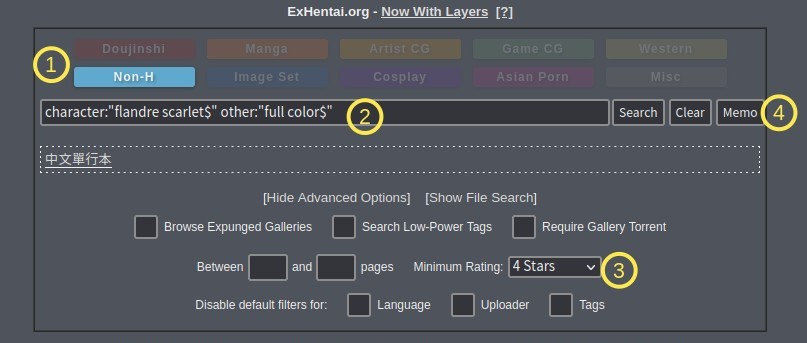 ExHentai.org - Now With Layers [?]
Doujinshi Manga Artist CG Game CG Western
1
Non-H Image Set Cosplay Asian Porn Misc
character:"flandre scarlet$" other:"full color$" 2 Search Clear Memo 4
中文單行本
[Hide Advanced Options] [Show File Search]
Browse Expunged Galleries Search Low-Power Tags Require Gallery Torrent
Between and pages Minimum Rating: 4 Stars 3
Disable default filters for: Language Uploader Tags